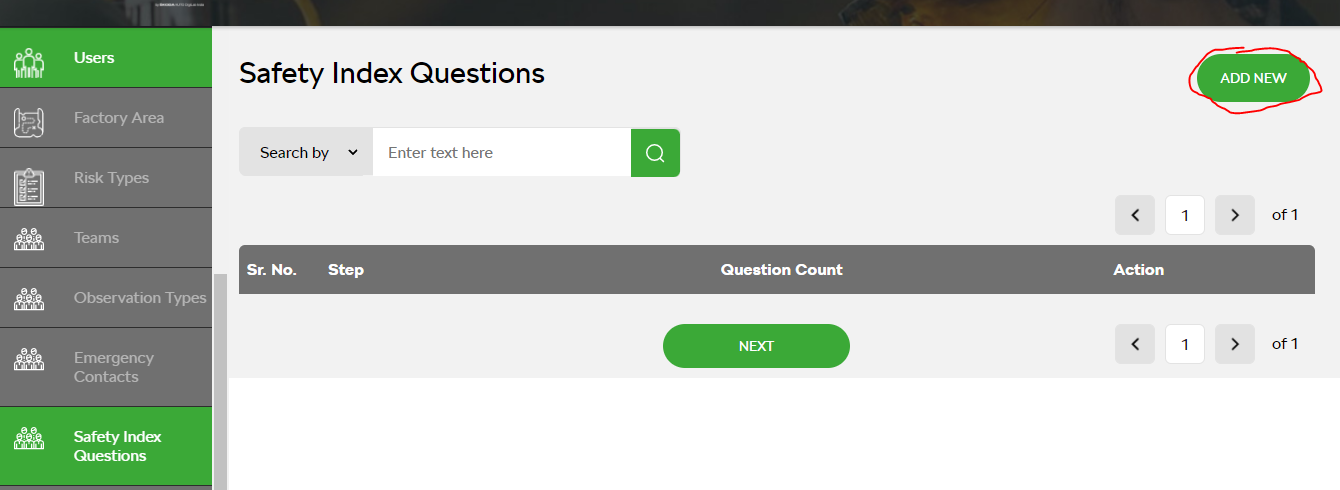 Users
Factory Area
Risk Types
Teams
Observation Types
Emergency
Contacts
Safety Index
Questions
Safety Index Questions
ADD NEW
Search by
Enter text here
1
of 1
Sr. No. Step Question Count Action
NEXT
1
of 1